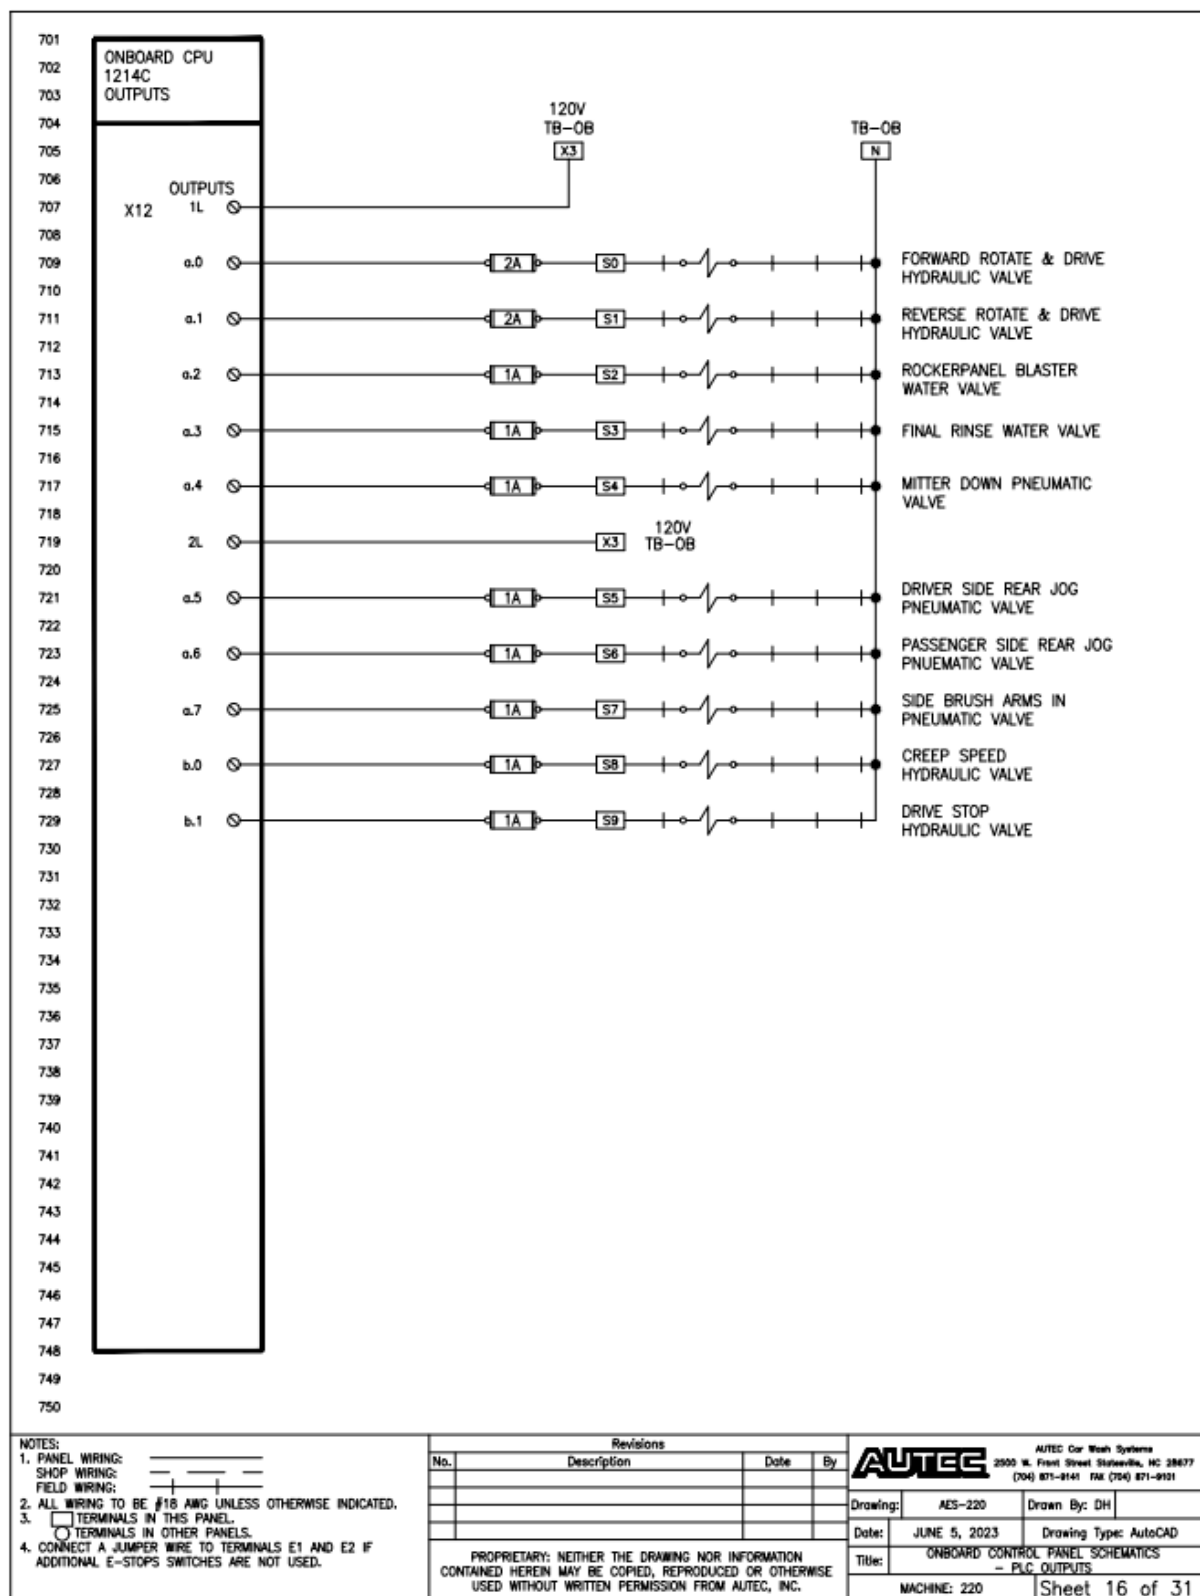 701
702
703
704
705
706
707
708
709
710
711
712
713
714
715
716
717
718
719
720
721
722
723
724
725
726
727
728
729
730
731
732
733
734
735
736
737
738
739
740
741
742
743
744
745
746
747
748
749
750
ONBOARD CPU
1214C
OUTPUTS
120V
TB-OB
X3
TB-OB
N
OUTPUTS
X12 1L
a.0 2A S0 FORWARD ROTATE & DRIVE
HYDRAULIC VALVE
a.1 2A S1 REVERSE ROTATE & DRIVE
HYDRAULIC VALVE
a.2 1A S2 ROCKERPANEL BLASTER
WATER VALVE
a.3 1A S3 FINAL RINSE WATER VALVE
a.4 1A S4 MITTER DOWN PNEUMATIC
VALVE
2L X3 120V
TB-OB
a.5 1A S5 DRIVER SIDE REAR JOG
PNEUMATIC VALVE
a.6 1A S6 PASSENGER SIDE REAR JOG
PNUEMATIC VALVE
a.7 1A S7 SIDE BRUSH ARMS IN
PNEUMATIC VALVE
b.0 1A S8 CREEP SPEED
HYDRAULIC VALVE
b.1 1A S9 DRIVE STOP
HYDRAULIC VALVE
NOTES:
1. PANEL WIRING:
SHOP WIRING:
FIELD WIRING:
2. ALL WIRING TO BE #18 AWG UNLESS OTHERWISE INDICATED.
3. TERMINALS IN THIS PANEL.
TERMINALS IN OTHER PANELS.
4. CONNECT A JUMPER WIRE TO TERMINALS E1 AND E2 IF
ADDITIONAL E-STOPS SWITCHES ARE NOT USED.
Revisions
No. Description Date By
PROPRIETARY: NEITHER THE DRAWING NOR INFORMATION
CONTAINED HEREIN MAY BE COPIED, REPRODUCED OR OTHERWISE
USED WITHOUT WRITTEN PERMISSION FROM AUTEC, INC.
AUTEC
AUTEC Car Wash Systems
2500 W. Front Street Statesville, NC 28677
(704) 871-9141 FAX (704) 871-9101
Drawing: AES-220 Drawn By: DH
Date: JUNE 5, 2023 Drawing Type: AutoCAD
Title: ONBOARD CONTROL PANEL SCHEMATICS
- PLC OUTPUTS
MACHINE: 220 Sheet 16 of 31